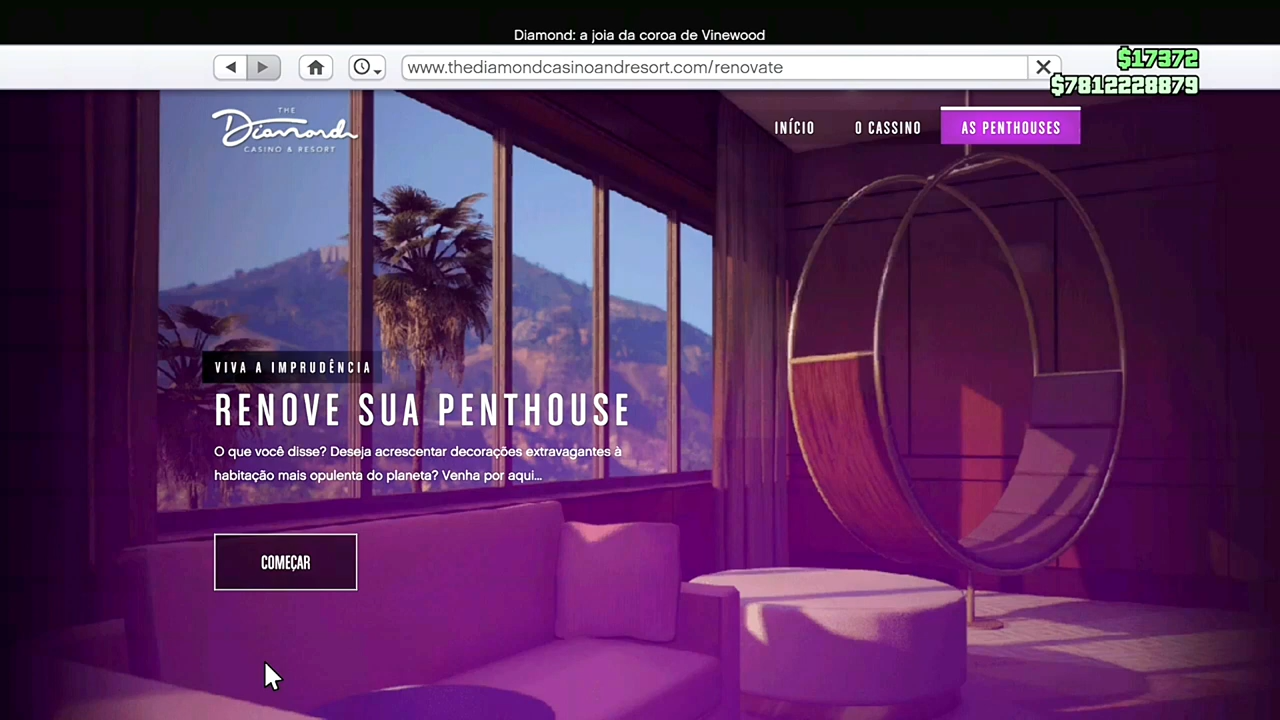 Diamond: a joia da coroa de Vinewood
www.thediamondcasinoandresort.com/renovate
$17372
$7812228879
THE
Diamond
CASINO & RESORT
INÍCIO
O CASSINO
AS PENTHOUSES
VIVA A IMPRUDÊNCIA
RENOVE SUA PENTHOUSE
O que você disse? Deseja acrescentar decorações extravagantes à
habitação mais opulenta do planeta? Venha por aqui...
COMEÇAR